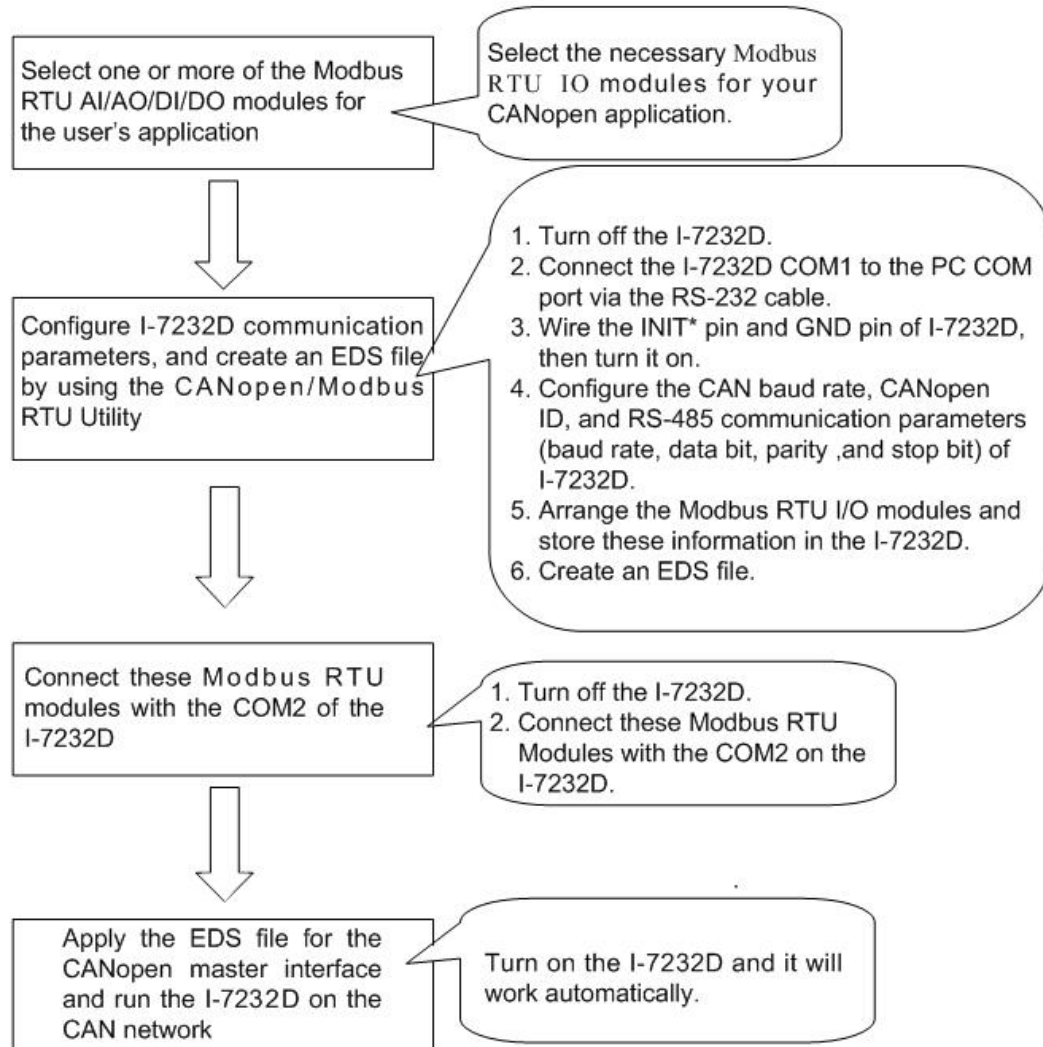 Select one or more of the Modbus
RTU AI/AO/DI/DO modules for
the user's application
Select the necessary Modbus
RTU IO modules for your
CANopen application.
Configure I-7232D communication
parameters, and create an EDS file
by using the CANopen/Modbus
RTU Utility
1. Turn off the I-7232D.
2. Connect the I-7232D COM1 to the PC COM
port via the RS-232 cable.
3. Wire the INIT* pin and GND pin of I-7232D,
then turn it on.
4. Configure the CAN baud rate, CANopen
ID, and RS-485 communication parameters
(baud rate, data bit, parity ,and stop bit) of
I-7232D.
5. Arrange the Modbus RTU I/O modules and
store these information in the I-7232D.
6. Create an EDS file.
Connect these Modbus RTU
modules with the COM2 of the
I-7232D
1. Turn off the I-7232D.
2. Connect these Modbus RTU
Modules with the COM2 on the
I-7232D.
Apply the EDS file for the
CANopen master interface
and run the I-7232D on the
CAN network
Turn on the I-7232D and it will
work automatically.